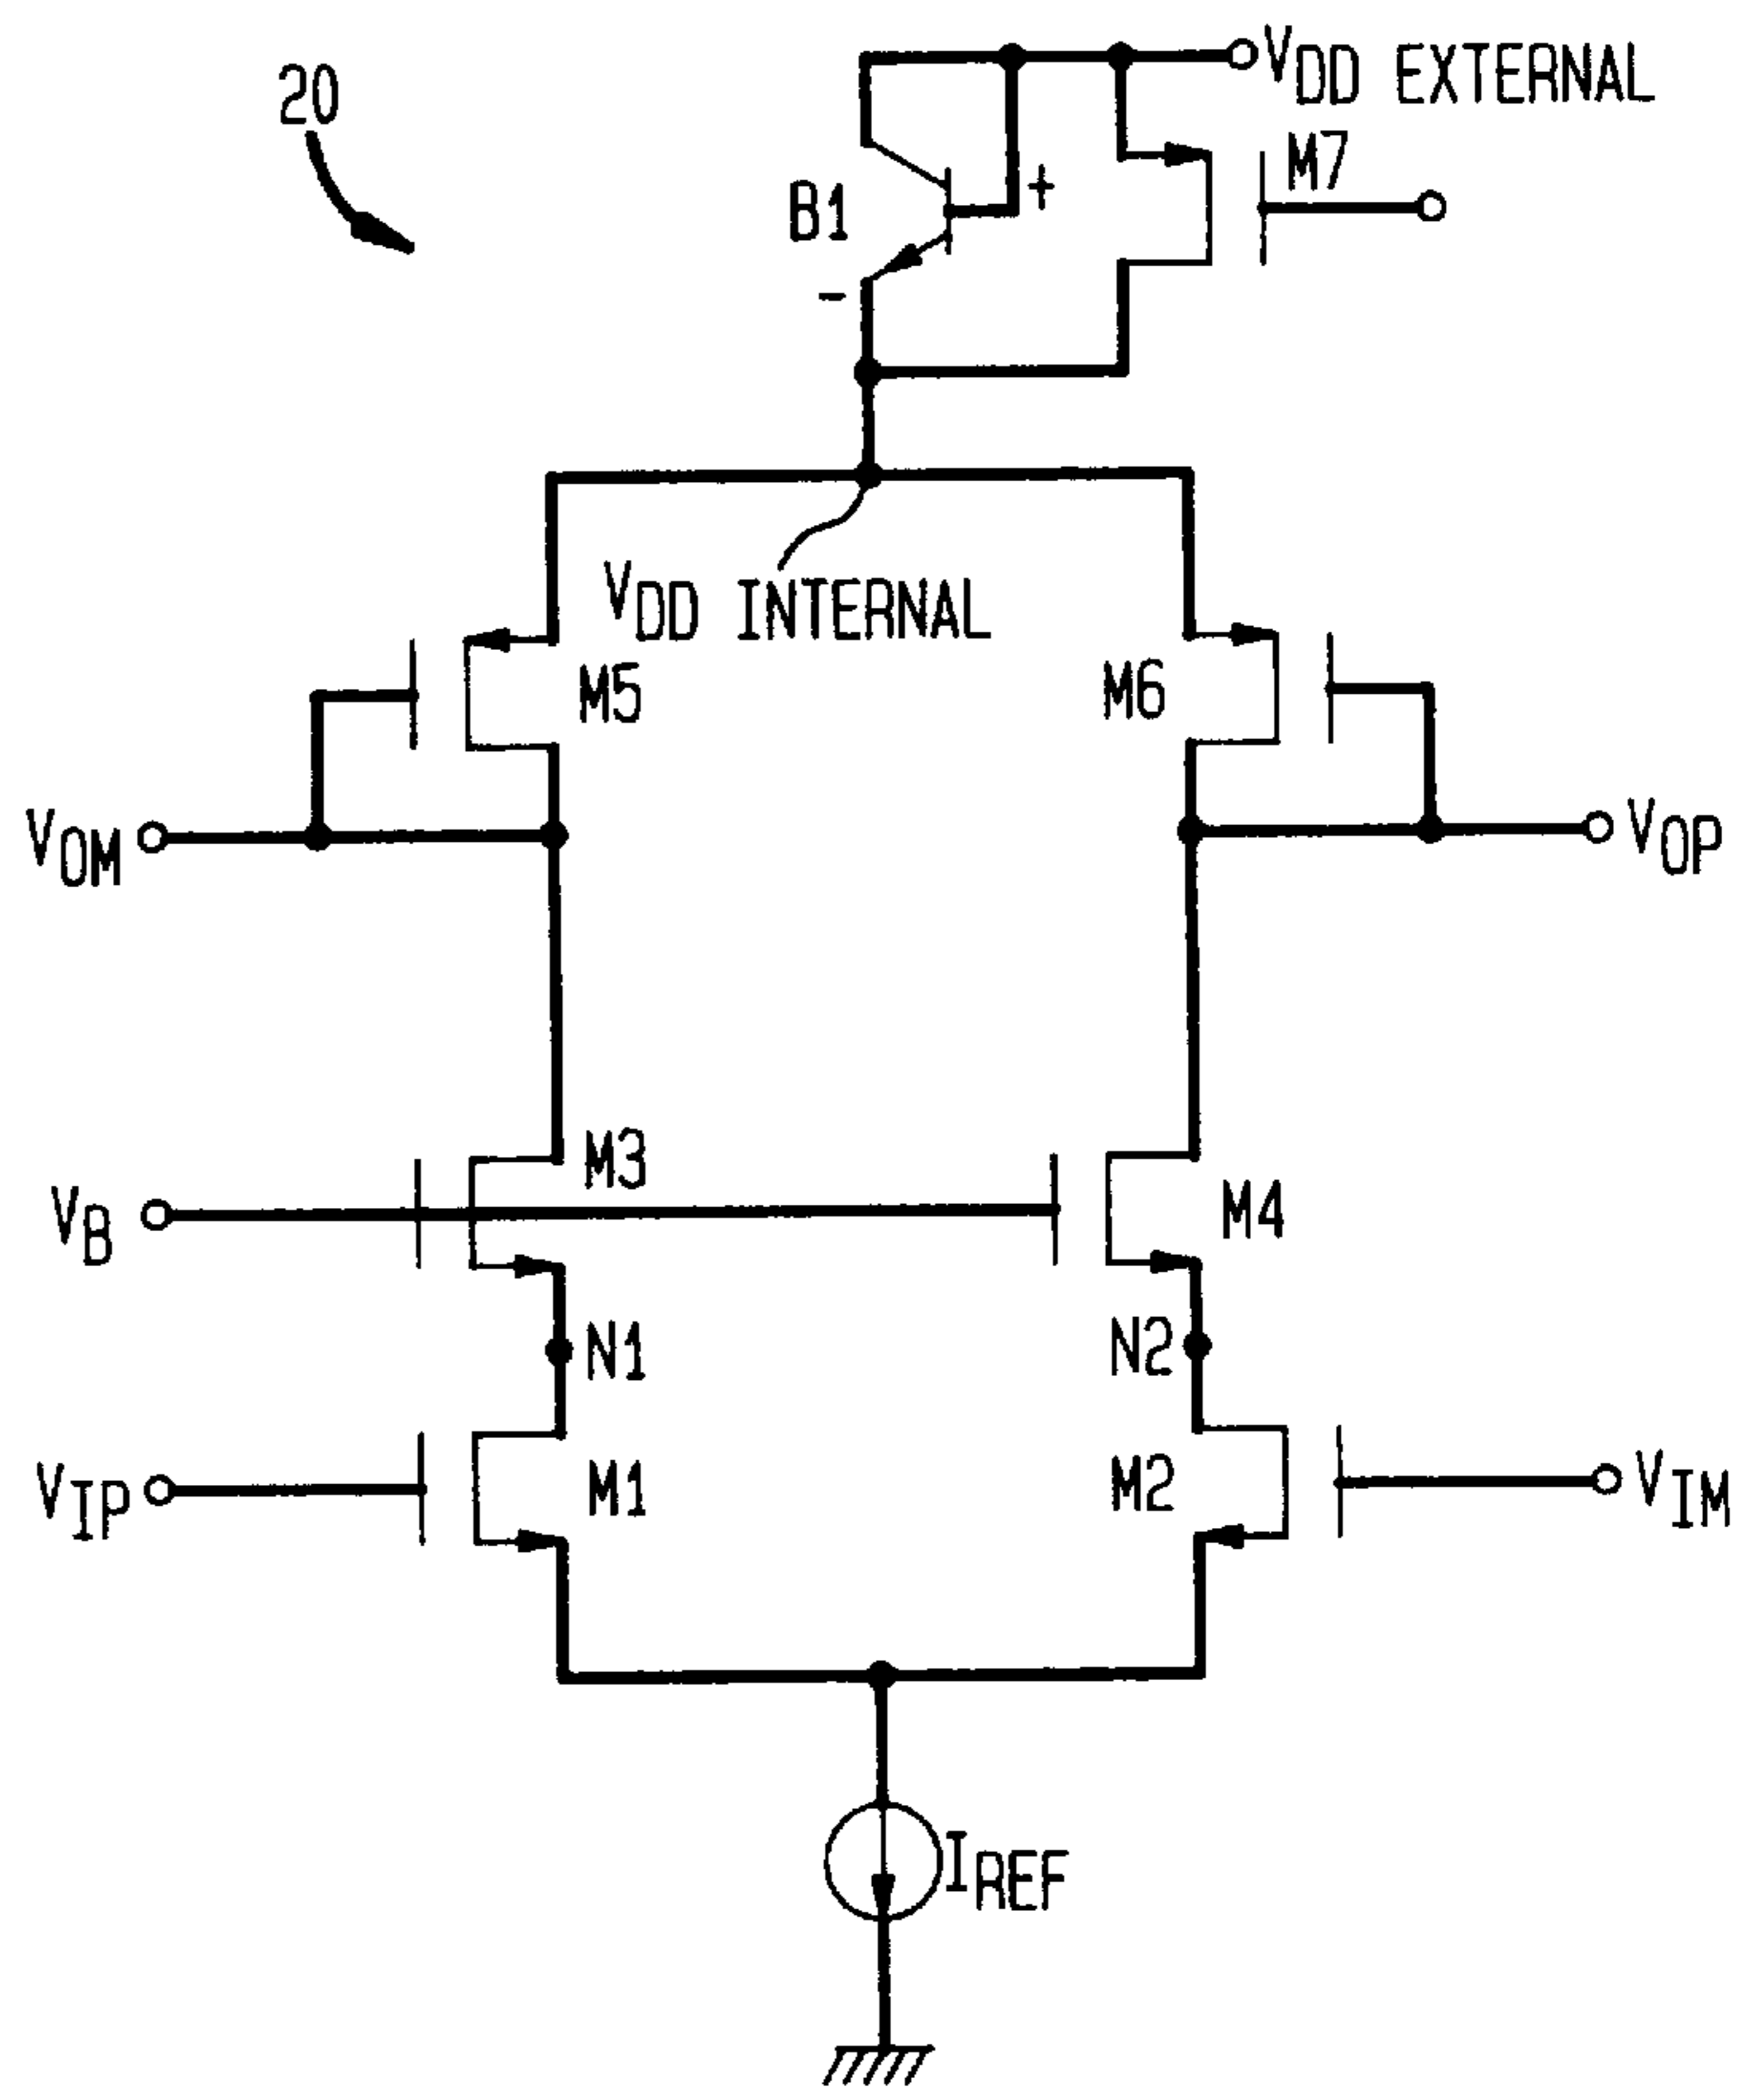 20
VDD EXTERNAL
M7
B1
+
-
VDD INTERNAL
M5
M6
VOM
VOP
M3
VB
M4
N1
N2
VIP
M1
M2
VIM
IREF